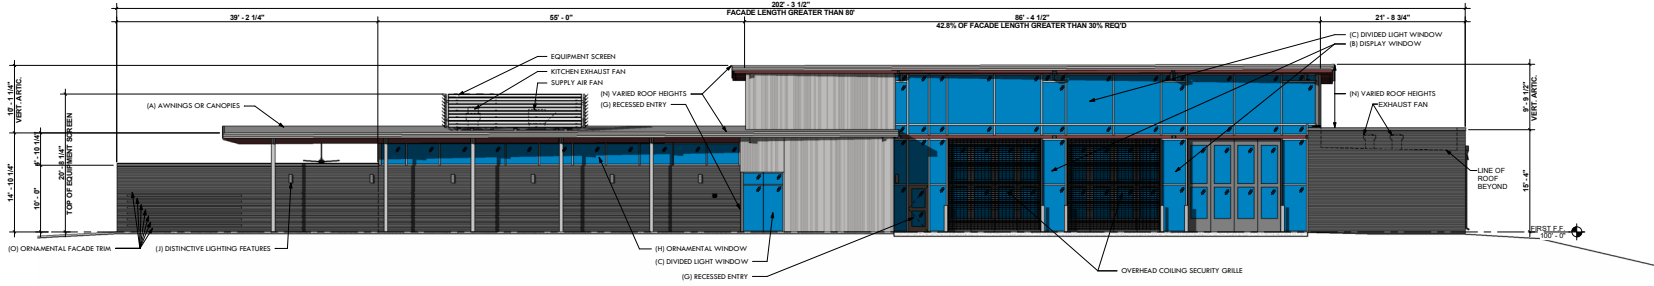 202' - 3 1/2"
FACADE LENGTH GREATER THAN 80'
39' - 2 1/4"
55' - 0"
86' - 4 1/2"
21' - 8 3/4"
42.8% OF FACADE LENGTH GREATER THAN 30% REQ'D
(C) DIVIDED LIGHT WINDOW
(B) DISPLAY WINDOW
EQUIPMENT SCREEN
KITCHEN EXHAUST FAN
SUPPLY AIR FAN
(N) VARIED ROOF HEIGHTS
(G) RECESSED ENTRY
(A) AWNINGS OR CANOPIES
(N) VARIED ROOF HEIGHTS
EXHAUST FAN
10' - 1 1/4"
VERT. ARTIC.
14' - 10 1/4"
4' - 10 1/4"
10' - 0"
20' - 8 1/4"
TOP OF EQUIPMENT SCREEN
9' - 9 1/2"
VERT. ARTIC.
15' - 4"
LINE OF
ROOF
BEYOND
FIRST F.F.
100' - 0"
(O) ORNAMENTAL FACADE TRIM
(J) DISTINCTIVE LIGHTING FEATURES
(H) ORNAMENTAL WINDOW
(C) DIVIDED LIGHT WINDOW
(G) RECESSED ENTRY
OVERHEAD COILING SECURITY GRILLE